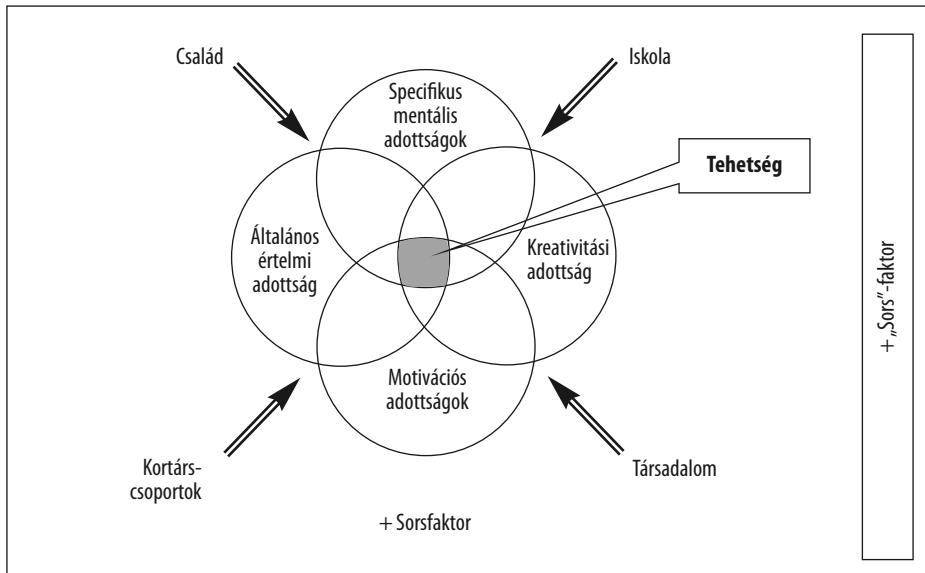 Család
Iskola
Specifikus
mentális
adottságok
Tehetség
Általános
értelmi
adottság
Kreativitási
adottság
Motivációs
adottságok
Kortárs-
csoportok
Társadalom
+ Sorsfaktor
+ „Sors”-faktor